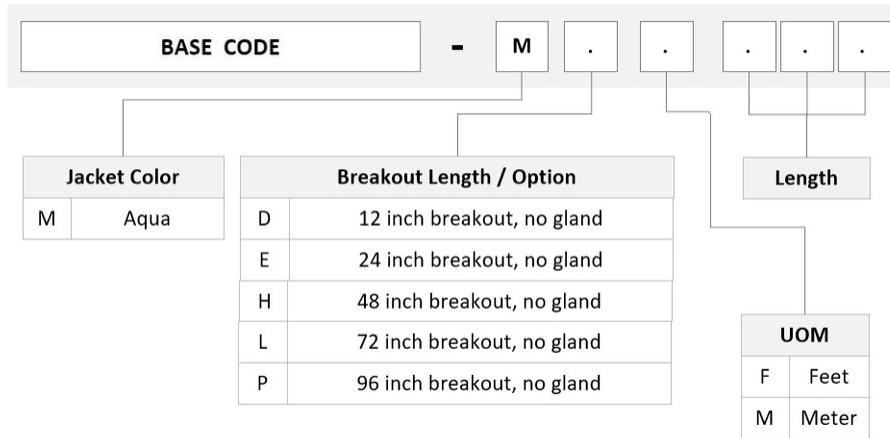 BASE CODE - M . . . . .
Jacket Color
M Aqua
Breakout Length / Option
D 12 inch breakout, no gland
E 24 inch breakout, no gland
H 48 inch breakout, no gland
L 72 inch breakout, no gland
P 96 inch breakout, no gland
Length
UOM
F Feet
M Meter